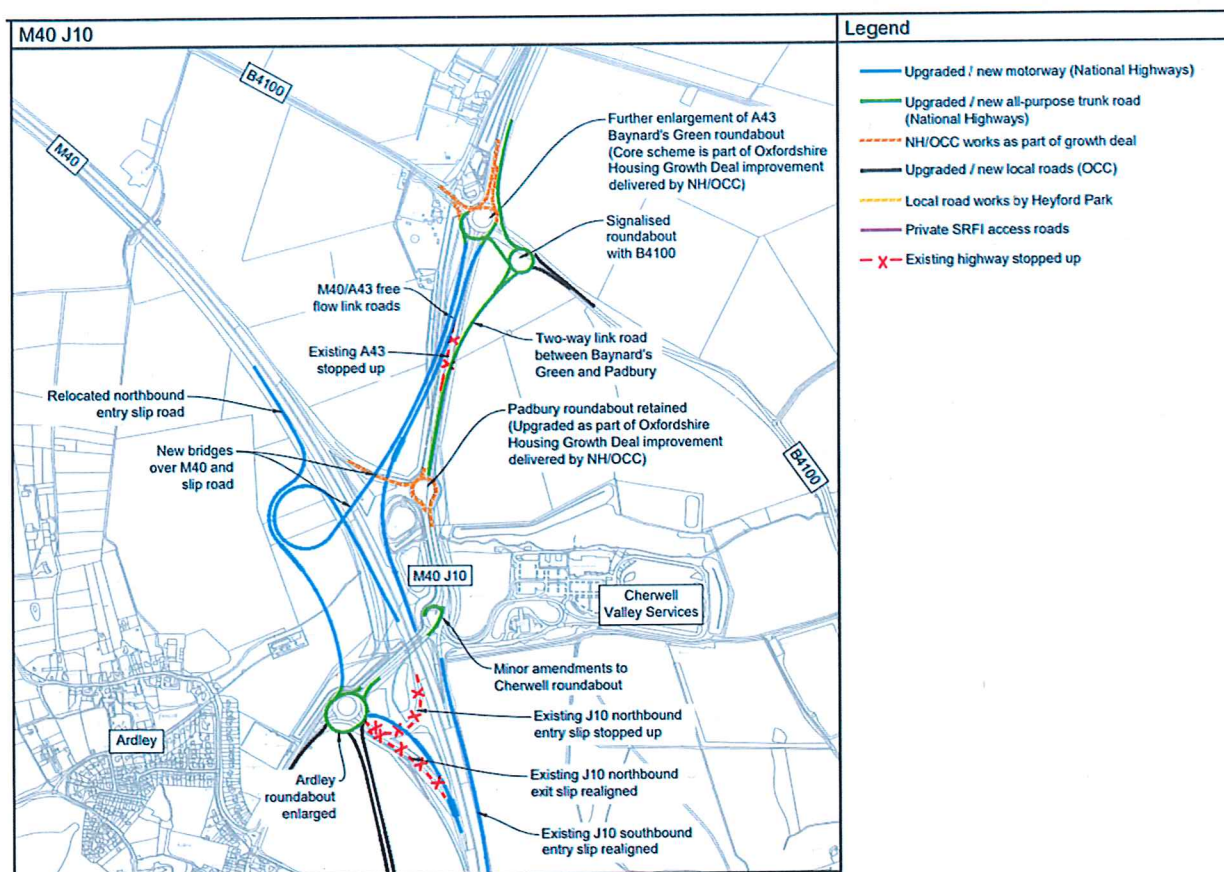 M40 J10
Legend
Upgraded / new motorway (National Highways)
Upgraded / new all-purpose trunk road
(National Highways)
NH/OCC works as part of growth deal
Upgraded / new local roads (OCC)
Local road works by Heyford Park
Private SRFI access roads
Existing highway stopped up
B4100
M40
Further enlargement of A43
Baynard's Green roundabout
(Core scheme is part of Oxfordshire
Housing Growth Deal improvement
delivered by NH/OCC)
Signalised
roundabout
with B4100
M40/A43 free
flow link roads
Existing A43
stopped up
Two-way link road
between Baynard's
Green and Padbury
Relocated northbound
entry slip road
Padbury roundabout retained
(Upgraded as part of Oxfordshire
Housing Growth Deal improvement
delivered by NH/OCC)
New bridges
over M40 and
slip road
B4100
M40 J10
Cherwell
Valley Services
Minor amendments to
Cherwell roundabout
Existing J10 northbound
entry slip stopped up
Ardley
Existing J10 northbound
exit slip realigned
Ardley
roundabout
enlarged
Existing J10 southbound
entry slip realigned